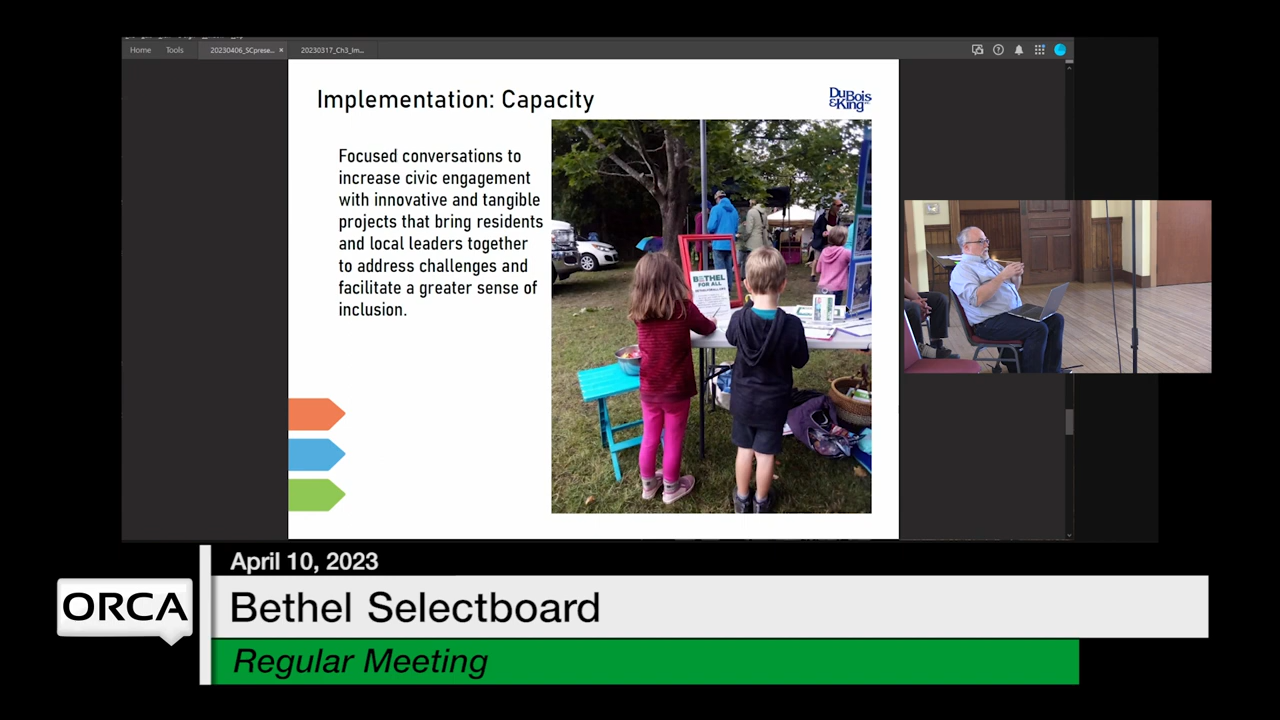 Home Tools 20230406_SCprese... × 20230317_Ch3_Im...
Implementation: Capacity
DuBois
&King
Focused conversations to
increase civic engagement
with innovative and tangible
projects that bring residents
and local leaders together
to address challenges and
facilitate a greater sense of
inclusion.
BETHEL
FOR ALL
April 10, 2023
ORCA
Bethel Selectboard
Regular Meeting